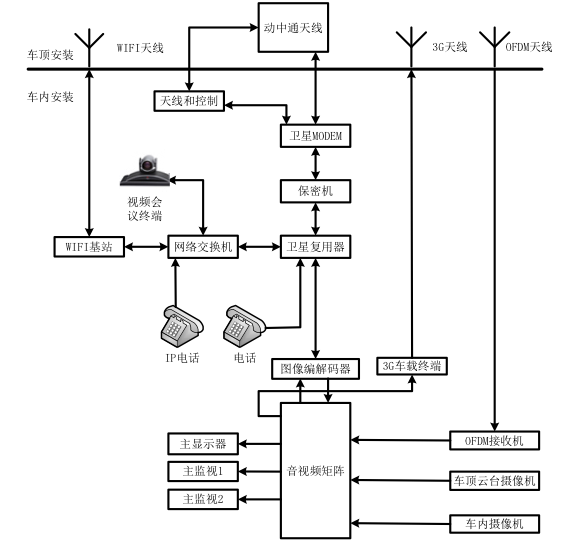 动中通天线
WIFI天线
3G天线
OFDM天线
车顶安装
车内安装
天线和控制
卫星MODEM
保密机
视频会
议终端
WIFI基站
网络交换机
卫星复用器
IP电话
电话
图像编解码器
3G车载终端
主显示器
主监视1
主监视2
音视频矩阵
OFDM接收机
车顶云台摄像机
车内摄像机